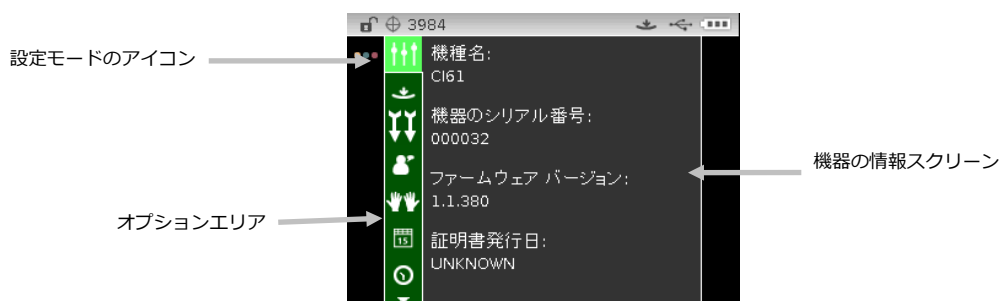 3984
設定モードのアイコン
機種名:
CI61
機器のシリアル番号:
000032
機器の情報スクリーン
ファームウェア バージョン:
1.1.380
オプションエリア
15
証明書発行日:
UNKNOWN